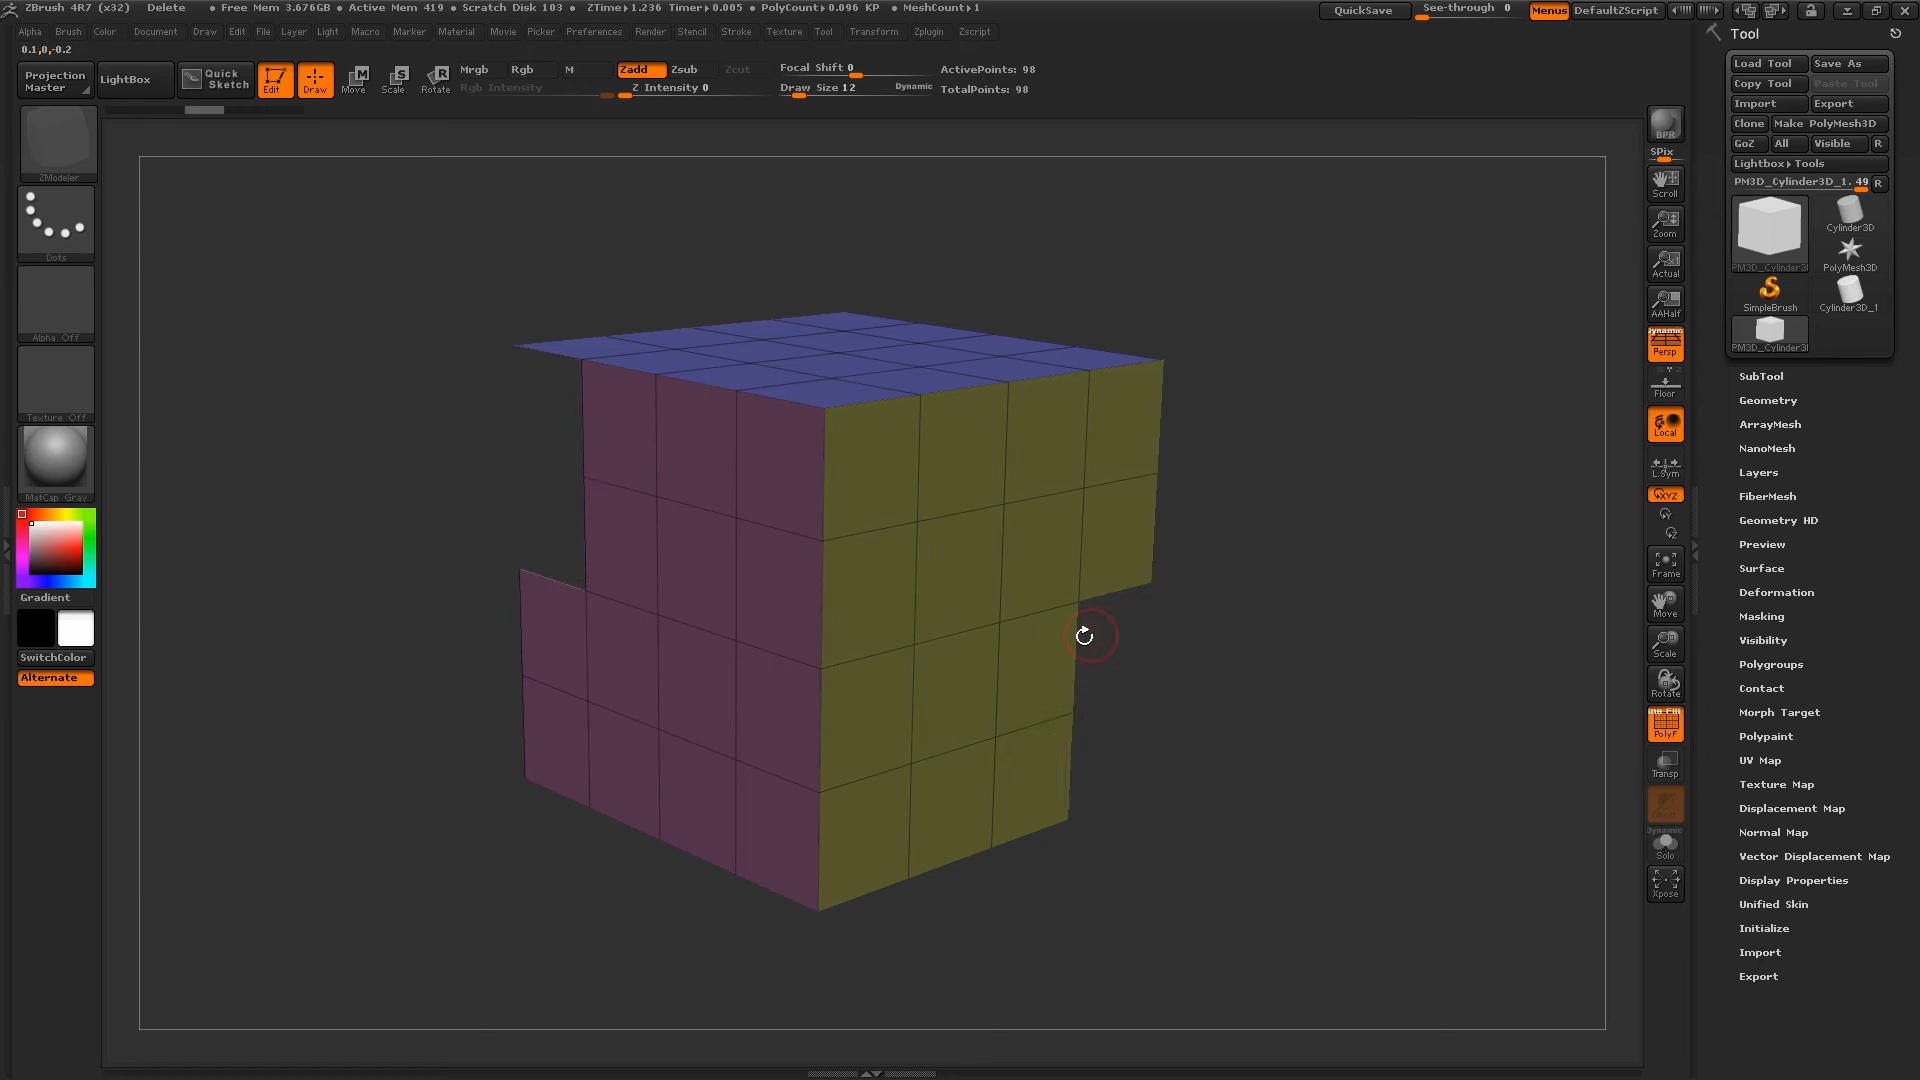 ZBrush 4R7 (x32) Delete • Free Mem 3.676GB • Active Mem 419 • Scratch Disk 103 • ZTime▸1.236 Timer▸0.005 • PolyCount▸0.096 KP • MeshCount▸1 QuickSave See-through 0 Menus DefaultZScript
Alpha Brush Color Document Draw Edit File Layer Light Macro Marker Material Movie Picker Preferences Render Stencil Stroke Texture Tool Transform Zplugin Zscript
Tool
0.1,0,-0.2
Projection Master
LightBox
Quick Sketch
Edit
Draw
Move
Scale
Rotate
Mrgb Rgb M Zadd Zsub Zcut
Rgb Intensity Z Intensity 0
Focal Shift 0
Draw Size 12 Dynamic
ActivePoints: 98
TotalPoints: 98
ZModeler
Dots
Alpha Off
Texture Off
MatCap Gray
Gradient
SwitchColor
Alternate
BPR
SPix
Scroll
Zoom
Actual
AAHalf
Dynamic
Persp
Floor
Local
L.Sym
XYZ
Y
Z
Frame
Move
Scale
Rotate
PolyF
Transp
Dynamic
Solo
Xpose
Load Tool Save As
Copy Tool Paste Tool
Import Export
Clone Make PolyMesh3D
GoZ All Visible R
Lightbox▸Tools
PM3D_Cylinder3D_1. 49 R
PM3D_Cylinder3I
Cylinder3D
PolyMesh3D
SimpleBrush
Cylinder3D_1
PM3D_Cylinder3I
SubTool
Geometry
ArrayMesh
NanoMesh
Layers
FiberMesh
Geometry HD
Preview
Surface
Deformation
Masking
Visibility
Polygroups
Contact
Morph Target
Polypaint
UV Map
Texture Map
Displacement Map
Normal Map
Vector Displacement Map
Display Properties
Unified Skin
Initialize
Import
Export